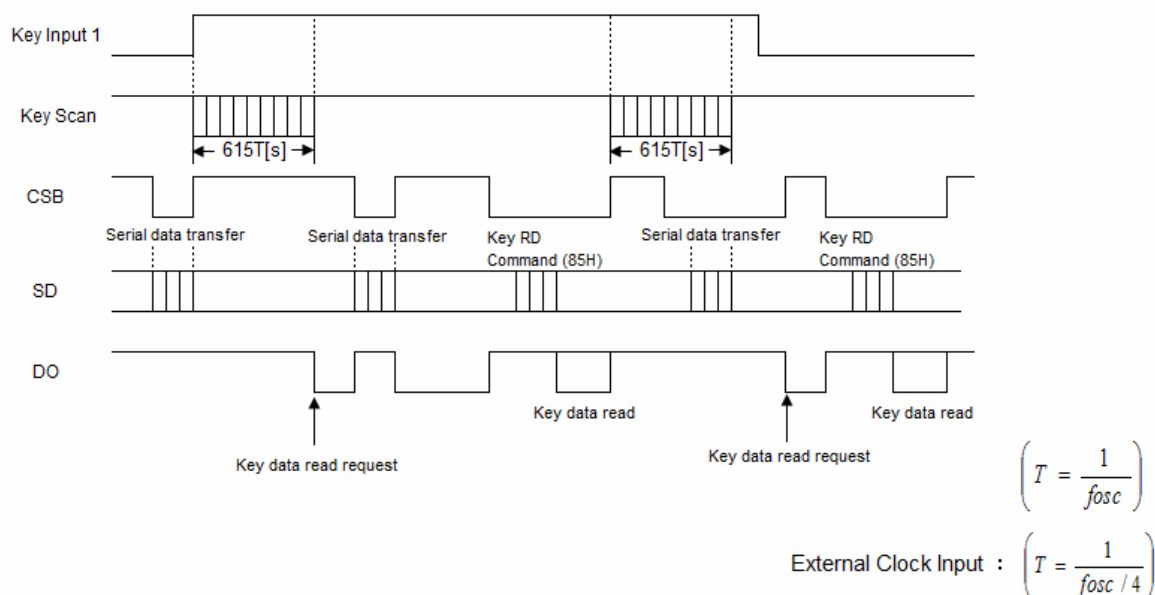 Key Input 1
Key Scan
615T[s] 615T[s]
CSB
Serial data transfer Serial data transfer Key RD Serial data transfer Key RD
Command (85H) Command (85H)
SD
DO
Key data read Key data read
Key data read request Key data read request
( T = 1 / fosc )
External Clock Input : ( T = 1 / fosc / 4 )